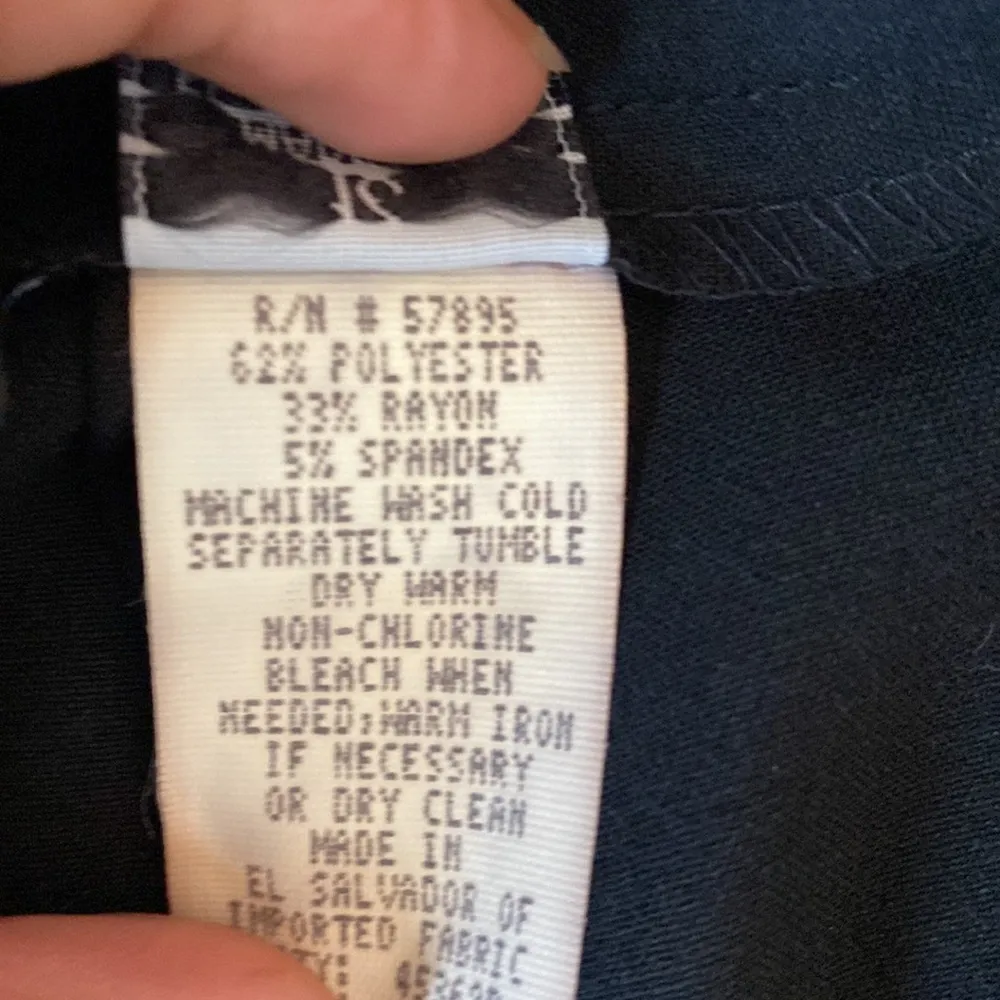 R/N # 57895
62% POLYESTER
33% RAYON
5% SPANDEX
MACHINE WASH COLD
SEPARATELY TUMBLE
DRY WARM
NON-CHLORINE
BLEACH WHEN
NEEDED;WARM IRON
IF NECESSARY
OR DRY CLEAN
MADE IN
EL SALVADOR OF
IMPORTED FABRIC